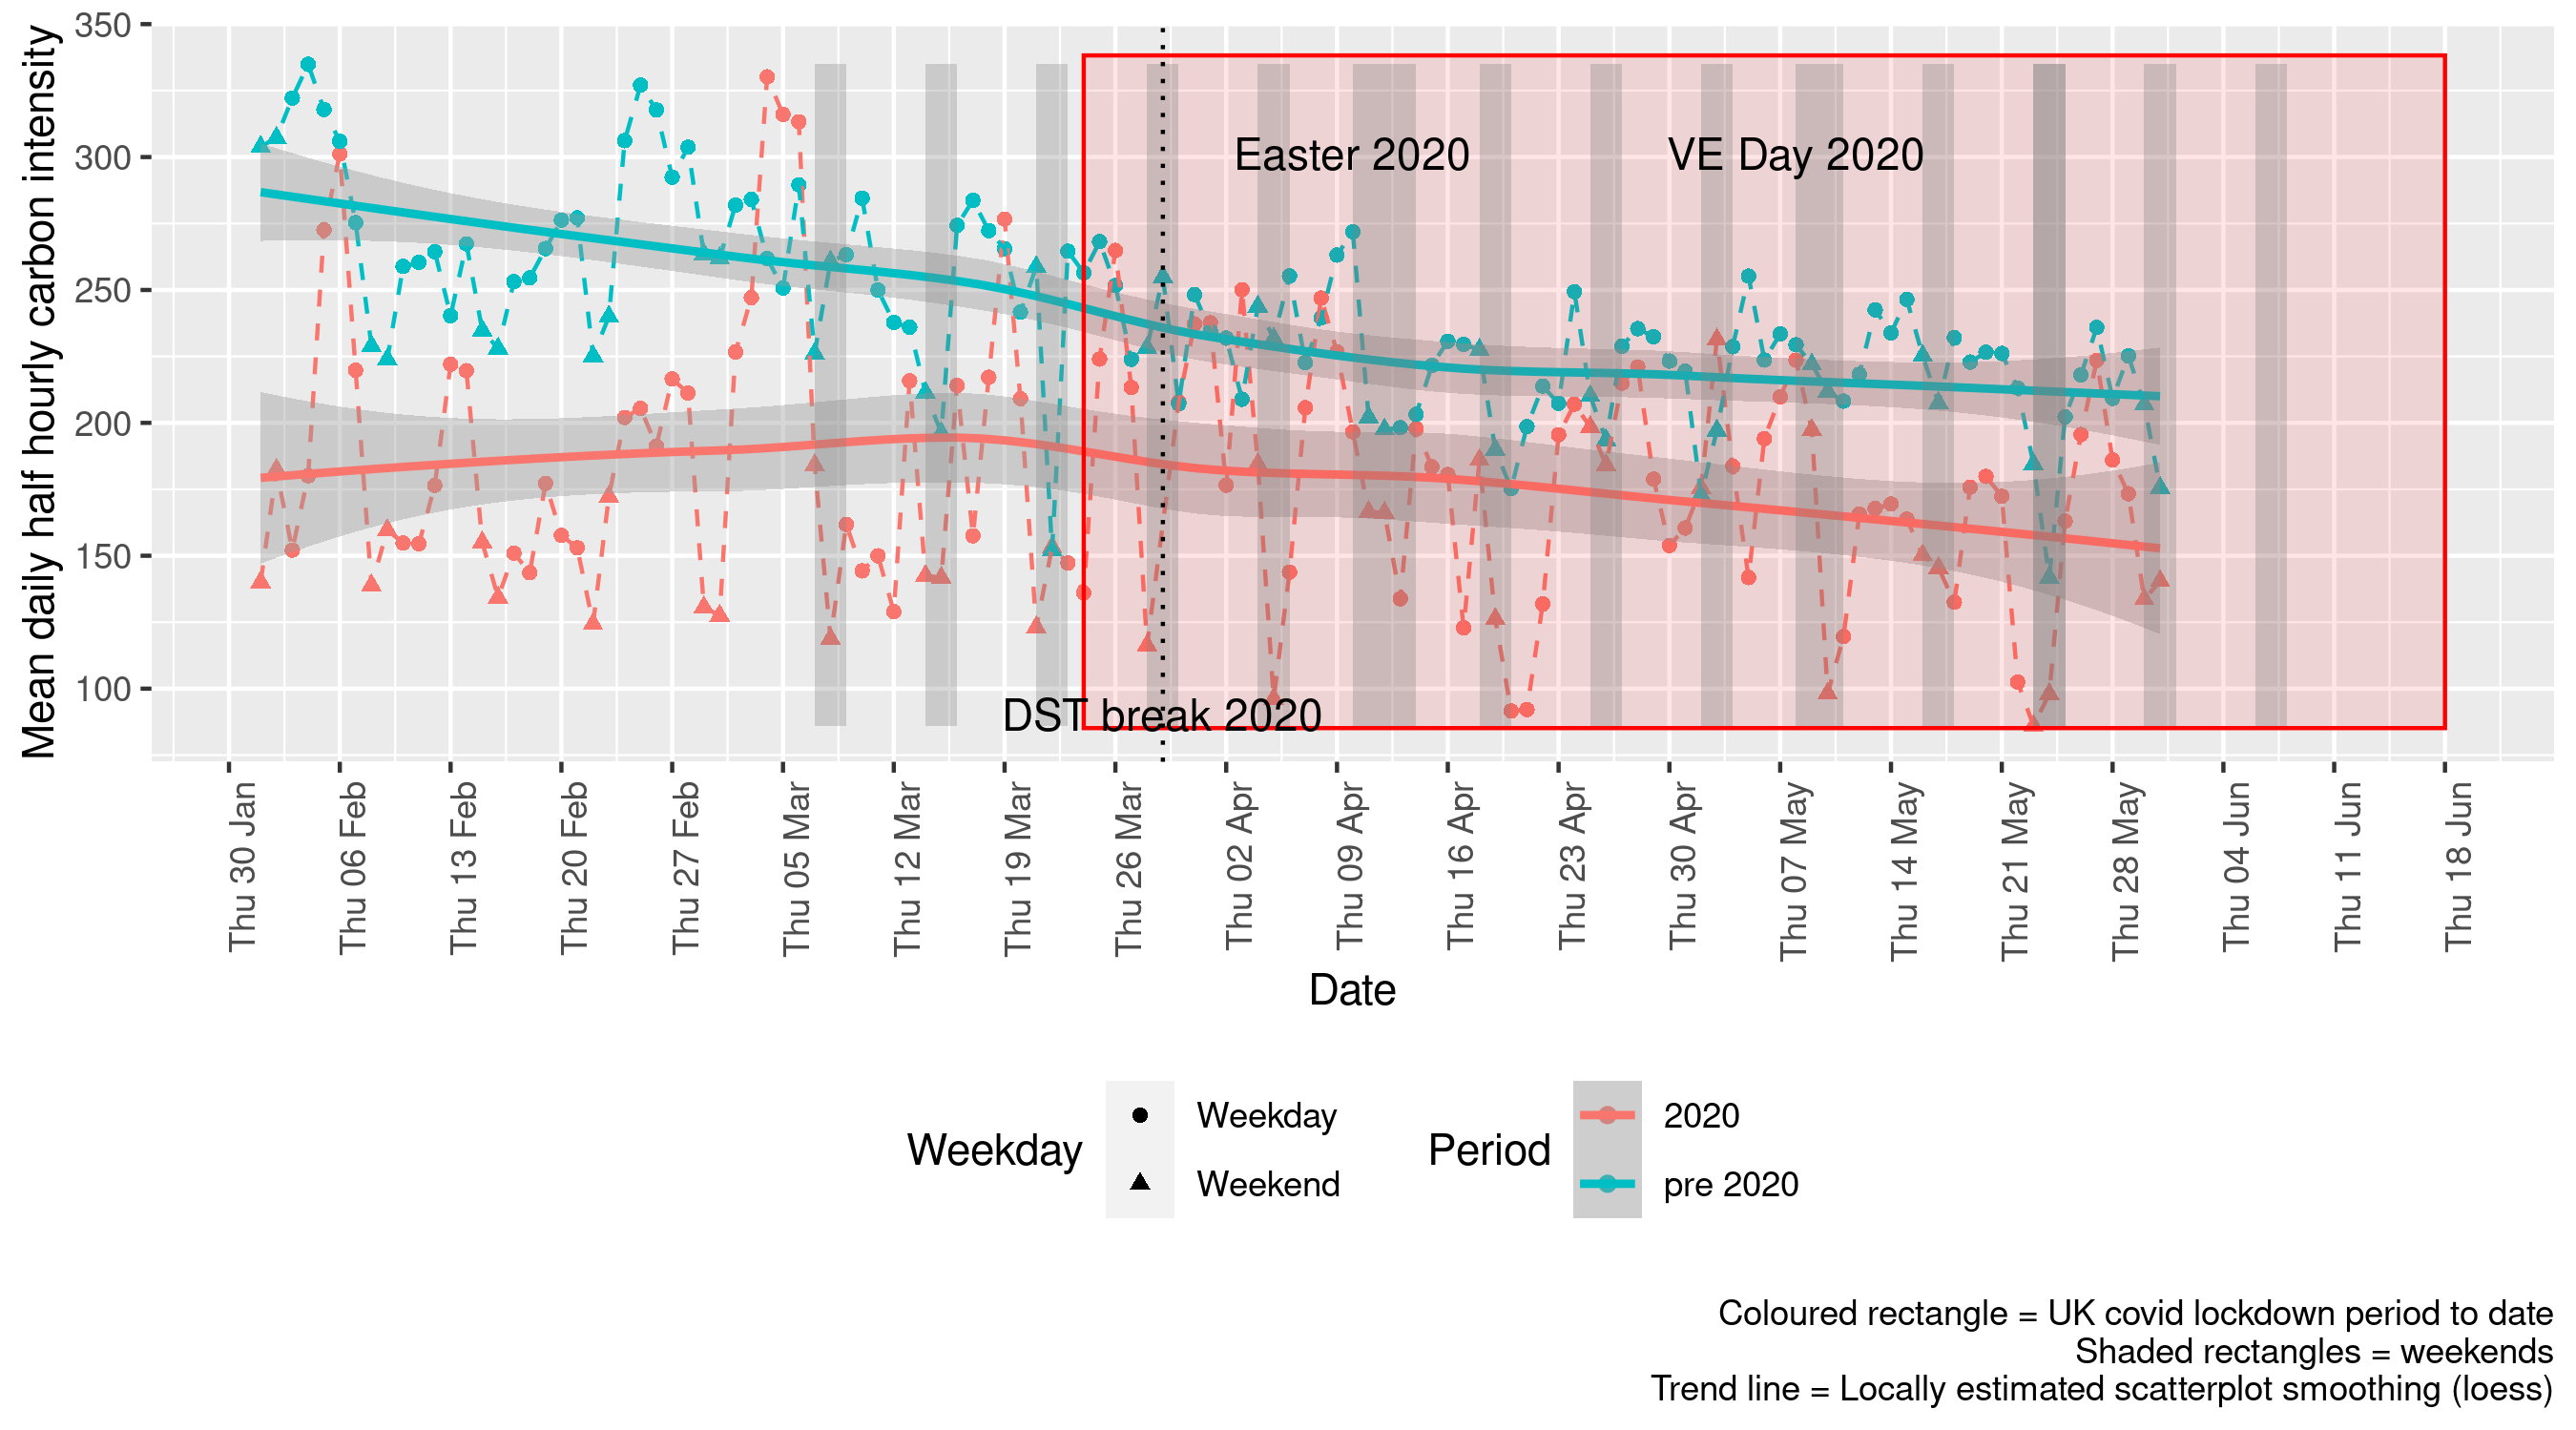 Mean daily half hourly carbon intensity
350
300
250
200
150
100
Easter 2020
VE Day 2020
DST break 2020
Thu 30 Jan
Thu 06 Feb
Thu 13 Feb
Thu 20 Feb
Thu 27 Feb
Thu 05 Mar
Thu 12 Mar
Thu 19 Mar
Thu 26 Mar
Thu 02 Apr
Thu 09 Apr
Thu 16 Apr
Thu 23 Apr
Thu 30 Apr
Thu 07 May
Thu 14 May
Thu 21 May
Thu 28 May
Thu 04 Jun
Thu 11 Jun
Thu 18 Jun
Date
Weekday
Weekday
Weekend
Period
2020
pre 2020
Coloured rectangle = UK covid lockdown period to date
Shaded rectangles = weekends
Trend line = Locally estimated scatterplot smoothing (loess)